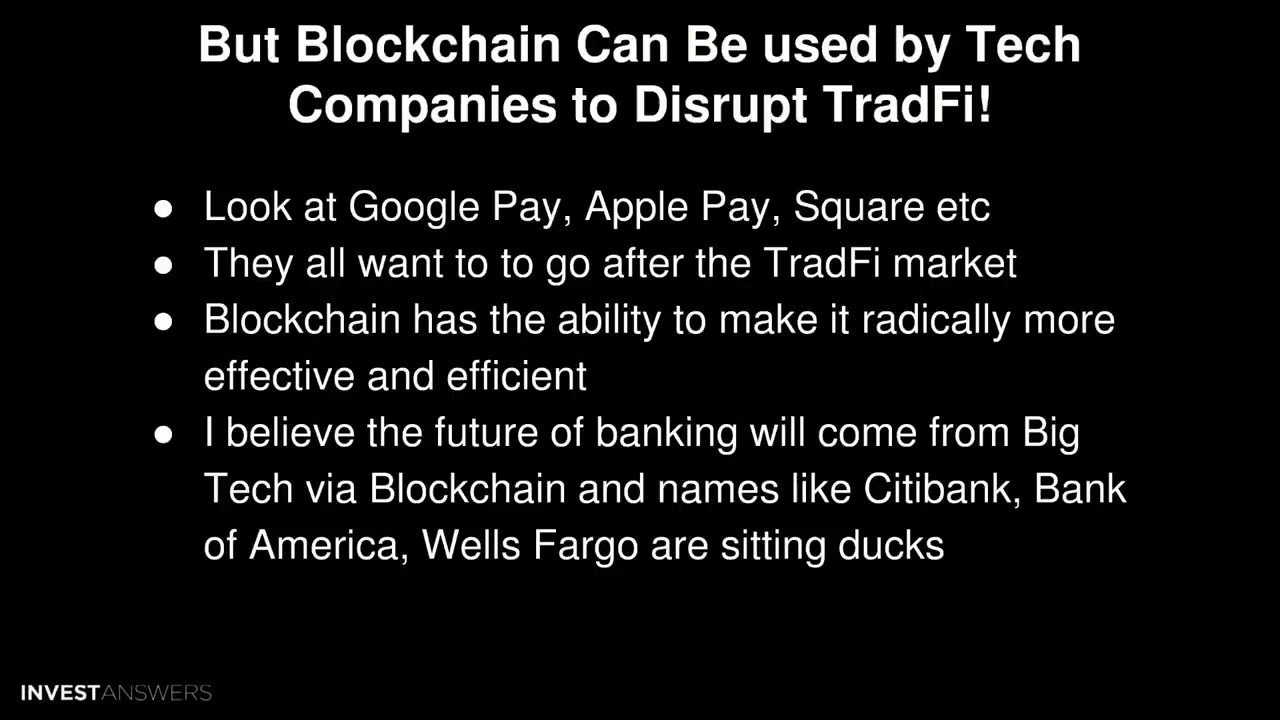 But Blockchain Can Be used by Tech
Companies to Disrupt TradFi!
● Look at Google Pay, Apple Pay, Square etc
● They all want to to go after the TradFi market
● Blockchain has the ability to make it radically more
effective and efficient
● I believe the future of banking will come from Big
Tech via Blockchain and names like Citibank, Bank
of America, Wells Fargo are sitting ducks
INVESTANSWERS